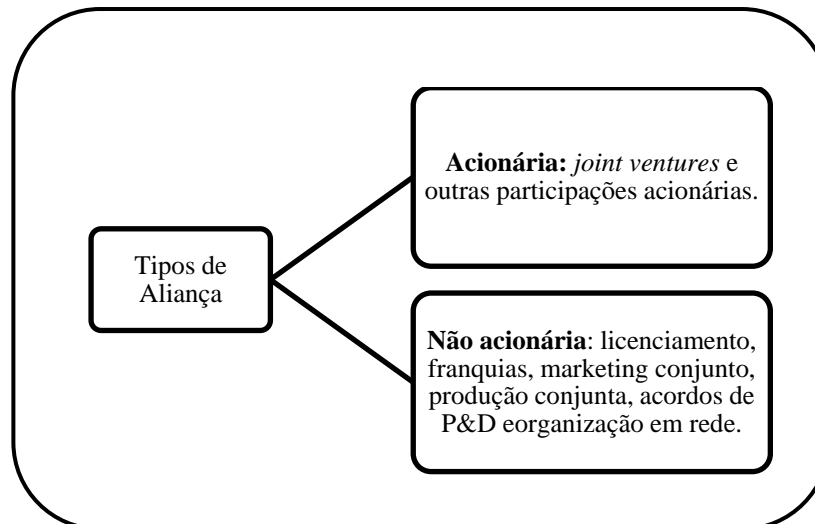 Acionária: joint ventures e
outras participações acionárias.
Tipos de
Aliança
Não acionária: licenciamento,
franquias, marketing conjunto,
produção conjunta, acordos de
P&D eorganização em rede.